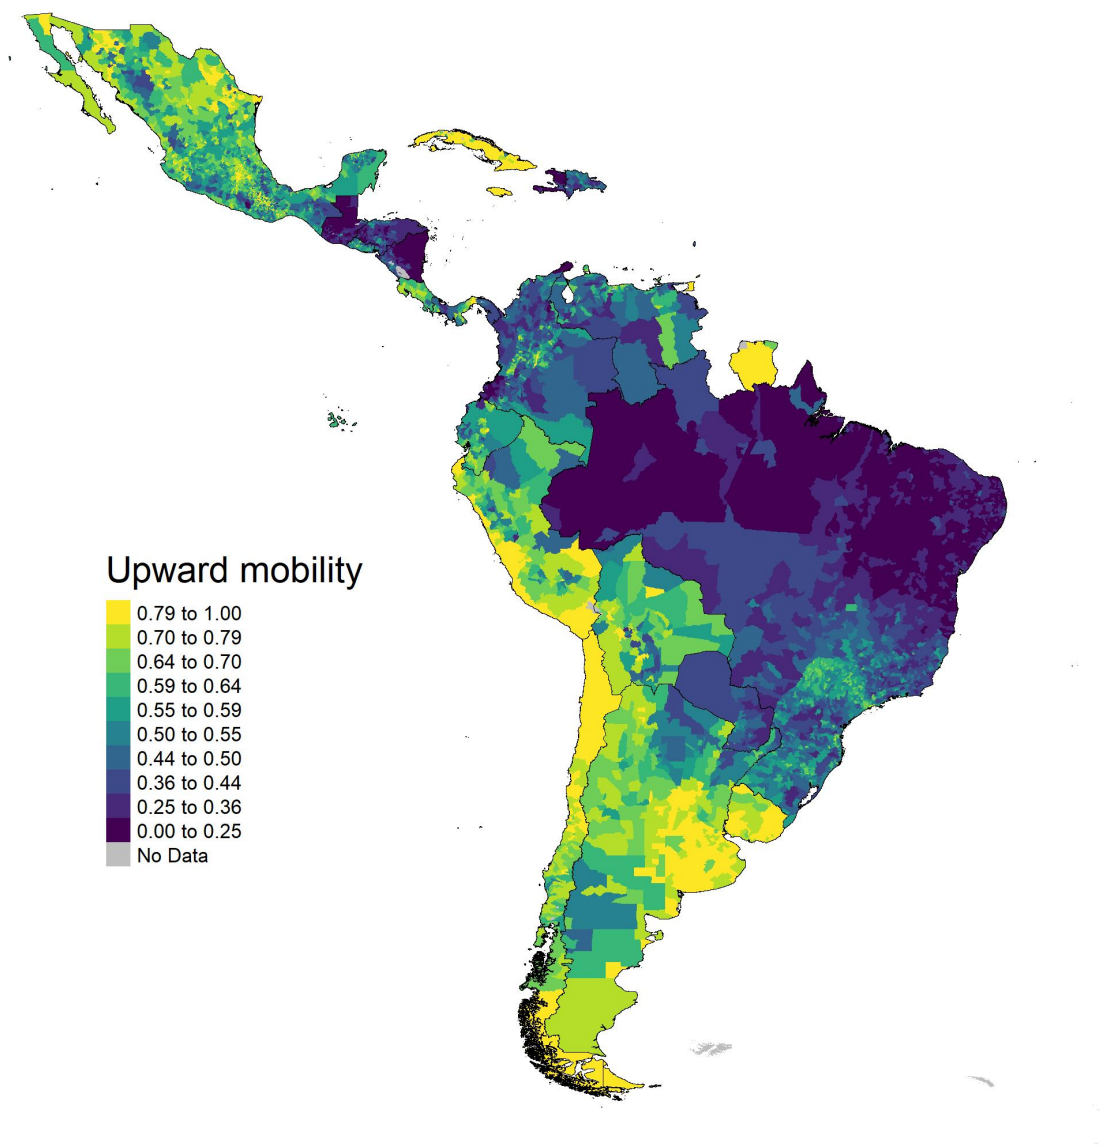 Upward mobility
0.79 to 1.00
0.70 to 0.79
0.64 to 0.70
0.59 to 0.64
0.55 to 0.59
0.50 to 0.55
0.44 to 0.50
0.36 to 0.44
0.25 to 0.36
0.00 to 0.25
No Data